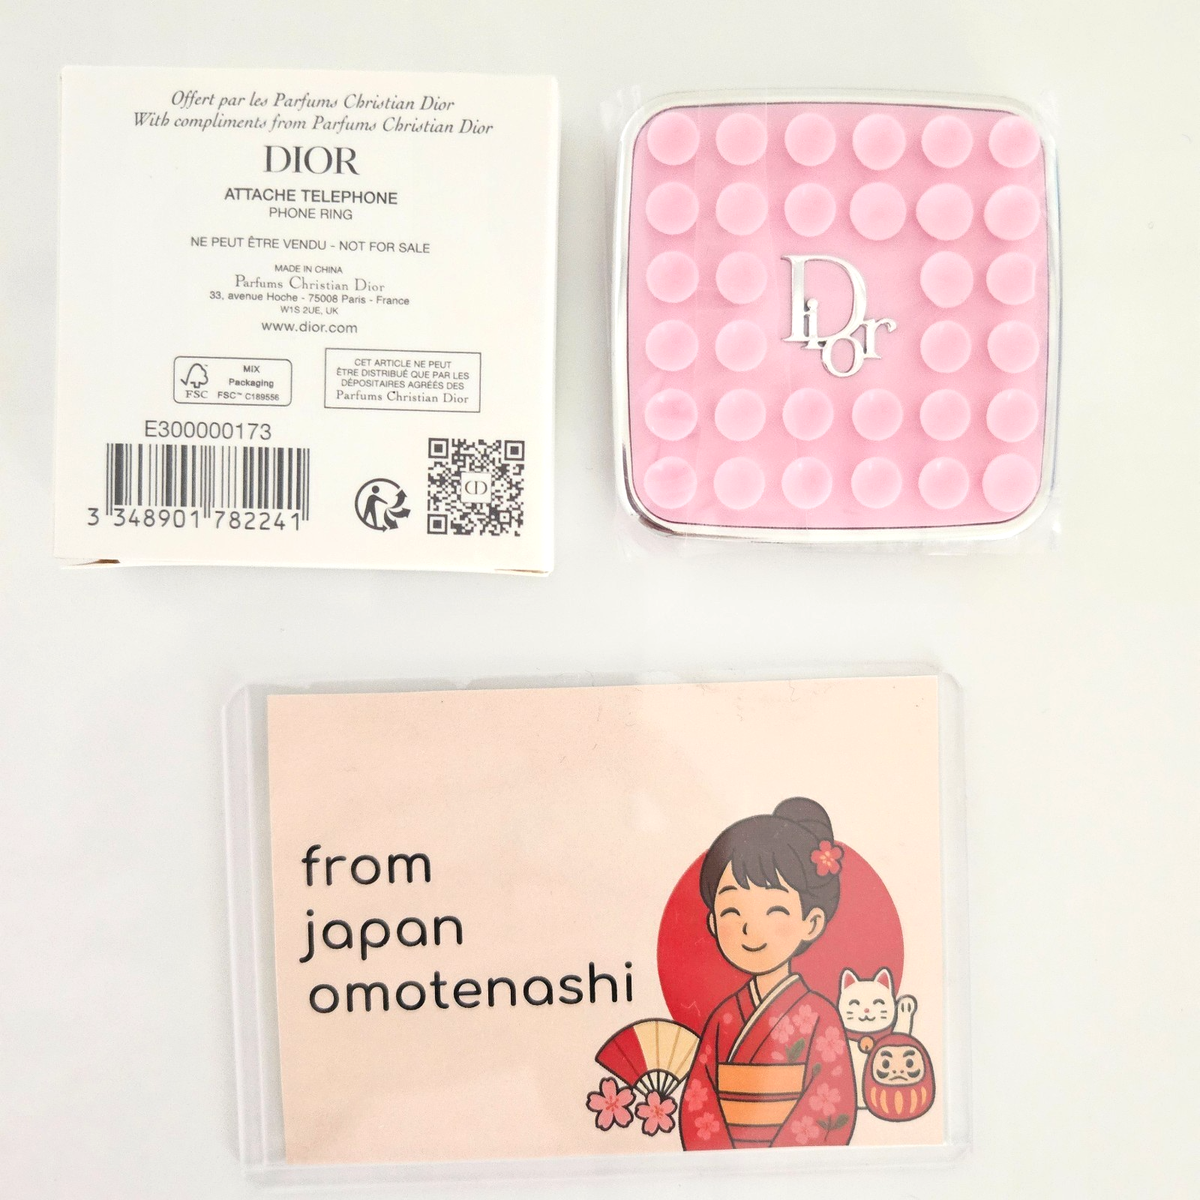 Offert par les Parfums Christian Dior
With compliments from Parfums Christian Dior
DIOR
ATTACHE TELEPHONE
PHONE RING
NE PEUT ÊTRE VENDU - NOT FOR SALE
MADE IN CHINA
Parfums Christian Dior
33, avenue Hoche - 75008 Paris - France
W1S 2UE, UK
www.dior.com
FSC
MIX
Packaging
FSC™ C189556
CET ARTICLE NE PEUT
ÊTRE DISTRIBUÉ QUE PAR LES
DÉPOSITAIRES AGRÉÉS DES
Parfums Christian Dior
E300000173
3 348901 782241
CD
Dior
from
japan
omotenashi